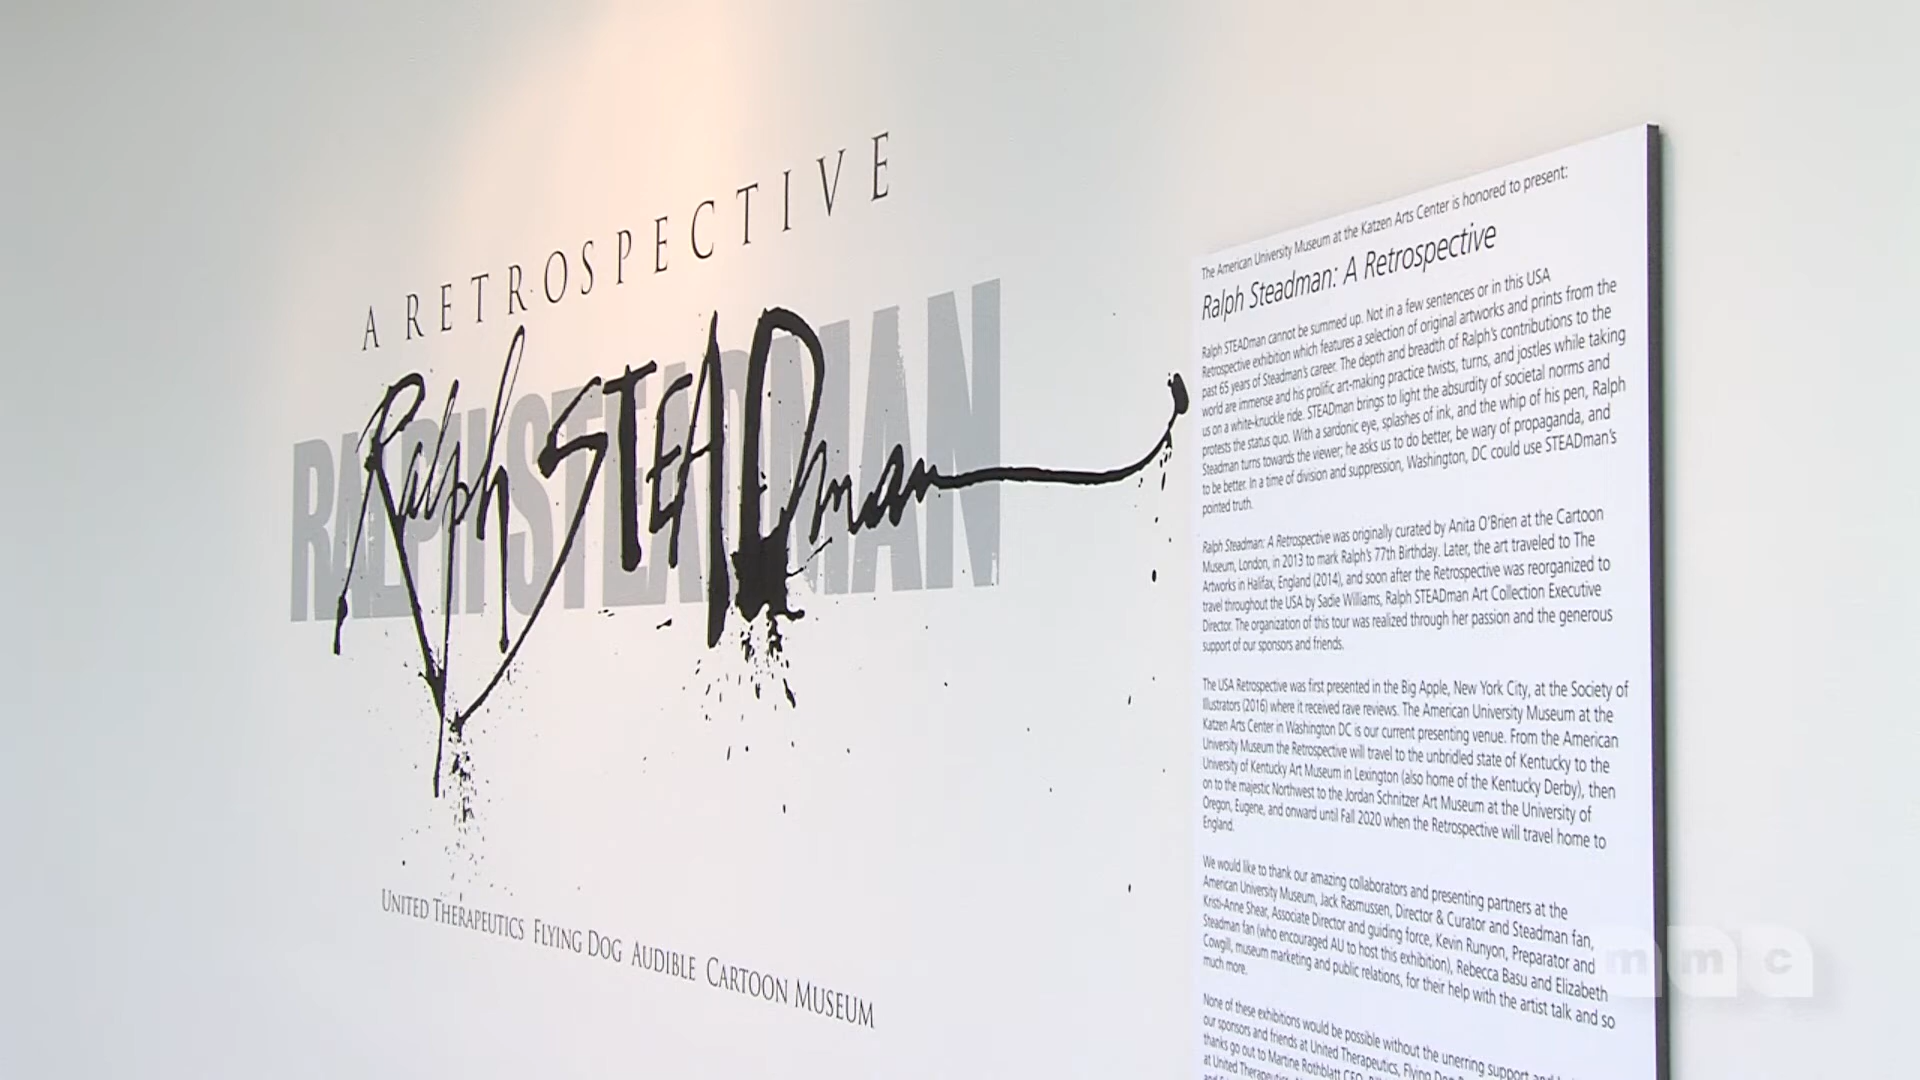 A RETROSPECTIVE
RALPH STEADMAN
Ralph STEADman
UNITED THERAPEUTICS FLYING DOG AUDIBLE CARTOON MUSEUM
The American University Museum at the Katzen Arts Center is honored to present:
Ralph Steadman: A Retrospective
Ralph STEADman cannot be summed up. Not in a few sentences or in this USA
Retrospective exhibition which features a selection of original artworks and prints from the
past 65 years of Steadman's career. The depth and breadth of Ralph's contributions to the
world are immense and his prolific art-making practice twists, turns, and jostles while taking
us on a white-knuckle ride. STEADman brings to light the absurdity of societal norms and
protests the status quo. With a sardonic eye, splashes of ink, and the whip of his pen, Ralph
Steadman turns towards the viewer; he asks us to do better, be wary of propaganda, and
to be better. In a time of division and suppression, Washington, DC could use STEADman's
pointed truth.
Ralph Steadman: A Retrospective was originally curated by Anita O'Brien at the Cartoon
Museum, London, in 2013 to mark Ralph's 77th Birthday. Later, the art traveled to The
Artworks in Halifax, England (2014), and soon after the Retrospective was reorganized to
travel throughout the USA by Sadie Williams, Ralph STEADman Art Collection Executive
Director. The organization of this tour was realized through her passion and the generous
support of our sponsors and friends.
The USA Retrospective was first presented in the Big Apple, New York City, at the Society of
Illustrators (2016) where it received rave reviews. The American University Museum at the
Katzen Arts Center in Washington DC is our current presenting venue. From the American
University Museum the Retrospective will travel to the unbridled state of Kentucky to the
University of Kentucky Art Museum in Lexington (also home of the Kentucky Derby), then
on to the majestic Northwest to the Jordan Schnitzer Art Museum at the University of
Oregon, Eugene, and onward until Fall 2020 when the Retrospective will travel home to
England.
We would like to thank our amazing collaborators and presenting partners at the
American University Museum, Jack Rasmussen, Director & Curator and Steadman fan,
Kristi-Anne Shear, Associate Director and guiding force, Kevin Runyon, Preparator and
Steadman fan (who encouraged AU to host this exhibition), Rebecca Basu and Elizabeth
Cowgill, museum marketing and public relations, for their help with the artist talk and so
much more.
None of these exhibitions would be possible without the unerring support
our sponsors and friends at United Therapeutics, Flying Dog
thanks go out to Martine Rothblatt CEO
at United Therapeutics
mmc